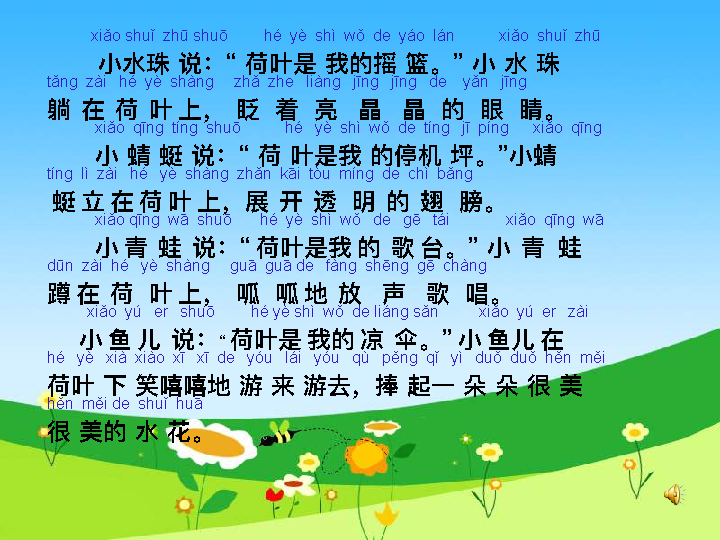 xiǎo shuǐ zhū shuō hé yè shì wǒ de yáo lán xiǎo shuǐ zhū
小水珠 说：“ 荷叶是 我的摇 篮。” 小 水 珠
tǎng zài hé yè shàng zhǎ zhe liàng jīng jīng de yǎn jīng
躺 在 荷 叶 上， 眨 着 亮 晶 晶 的 眼 睛。
xiǎo qīng tíng shuō hé yè shì wǒ de tíng jī píng xiǎo qīng
小 蜻 蜓 说：“ 荷 叶是我 的停机 坪。”小蜻
tíng lì zài hé yè shàng zhǎn kāi tòu míng de chì bǎng
蜓 立 在 荷 叶 上， 展 开 透 明 的 翅 膀。
xiǎo qīng wā shuō hé yè shì wǒ de gē tái xiǎo qīng wā
小 青 蛙 说：“ 荷叶是我 的 歌 台。” 小 青 蛙
dūn zài hé yè shàng guā guā de fàng shēng gē chàng
蹲 在 荷 叶 上， 呱 呱 地 放 声 歌 唱。
xiǎo yú er shuō hé yè shì wǒ de liáng sǎn xiǎo yú er zài
小 鱼 儿 说：“ 荷叶是 我的 凉 伞。” 小 鱼儿 在
hé yè xià xiào xī xī de yóu lái yóu qù pěng qǐ yì duǒ duǒ hěn měi
荷叶 下 笑嘻嘻地 游 来 游去， 捧 起一 朵 朵 很 美
hěn měi de shuǐ huā
很 美的 水 花。